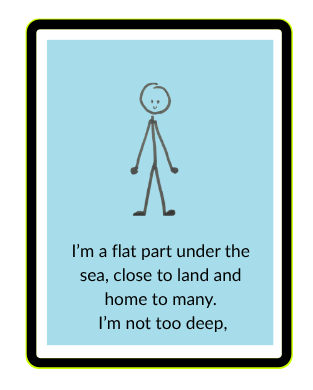 I'm a flat part under the
sea, close to land and
home to many.
I'm not too deep,